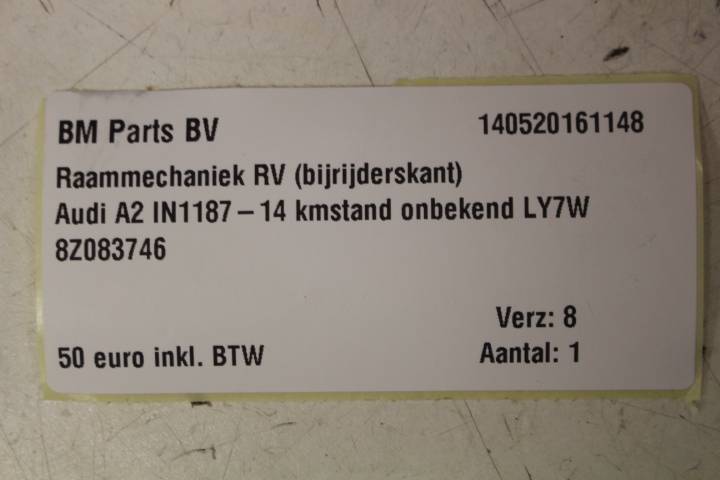 BM Parts BV 140520161148
Raammechaniek RV (bijrijderskant)
Audi A2 IN1187 – 14 kmstand onbekend LY7W
8Z083746
Verz: 8
50 euro inkl. BTW Aantal: 1